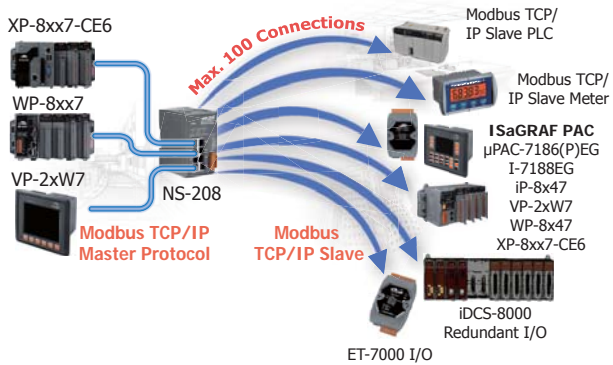 XP-8xx7-CE6
WP-8xx7
VP-2xW7
NS-208
Modbus TCP/IP
Master Protocol
Max. 100 Connections
Modbus
TCP/IP Slave
Modbus TCP/
IP Slave PLC
Modbus TCP/
IP Slave Meter
ISaGRAF PAC
µPAC-7186(P)EG
I-7188EG
iP-8x47
VP-2xW7
WP-8x47
XP-8xx7-CE6
iDCS-8000
Redundant I/O
ET-7000 I/O